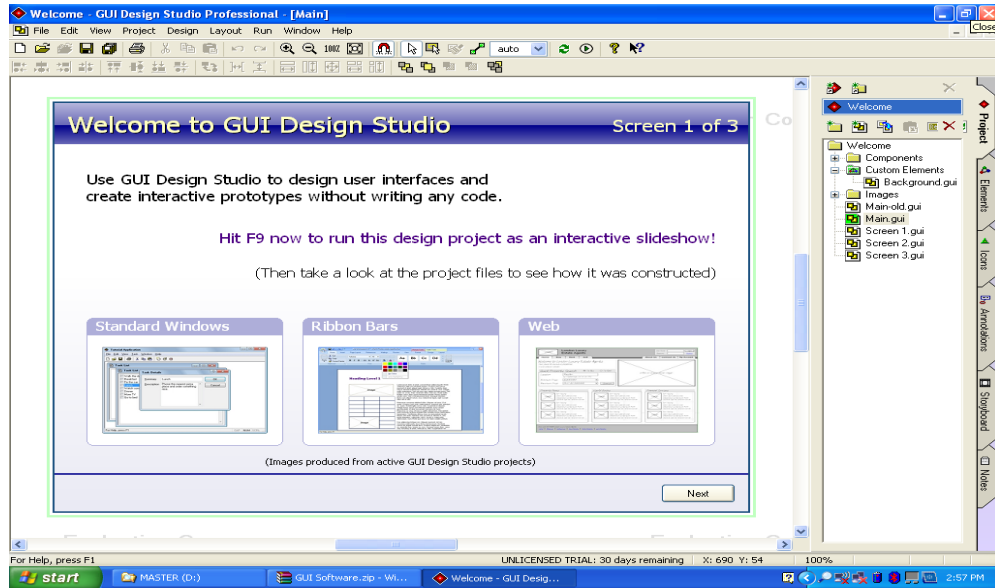 Welcome - GUI Design Studio Professional - [Main]
Close
File Edit View Project Design Layout Run Window Help
100% auto
Welcome to GUI Design Studio Screen 1 of 3
Use GUI Design Studio to design user interfaces and
create interactive prototypes without writing any code.
Hit F9 now to run this design project as an interactive slideshow!
(Then take a look at the project files to see how it was constructed)
Standard Windows Ribbon Bars Web
(Images produced from active GUI Design Studio projects)
Next
Welcome
Welcome
Components
Custom Elements
Background.gui
Images
Main-old.gui
Main.gui
Screen 1.gui
Screen 2.gui
Screen 3.gui
Project
Elements
Icons
Annotations
Storyboard
Notes
For Help, press F1 UNLICENSED TRIAL: 30 days remaining X: 690 Y: 54 100%
start MASTER (D:) GUI Software.zip - Wi... Welcome - GUI Desig... 2:57 PM